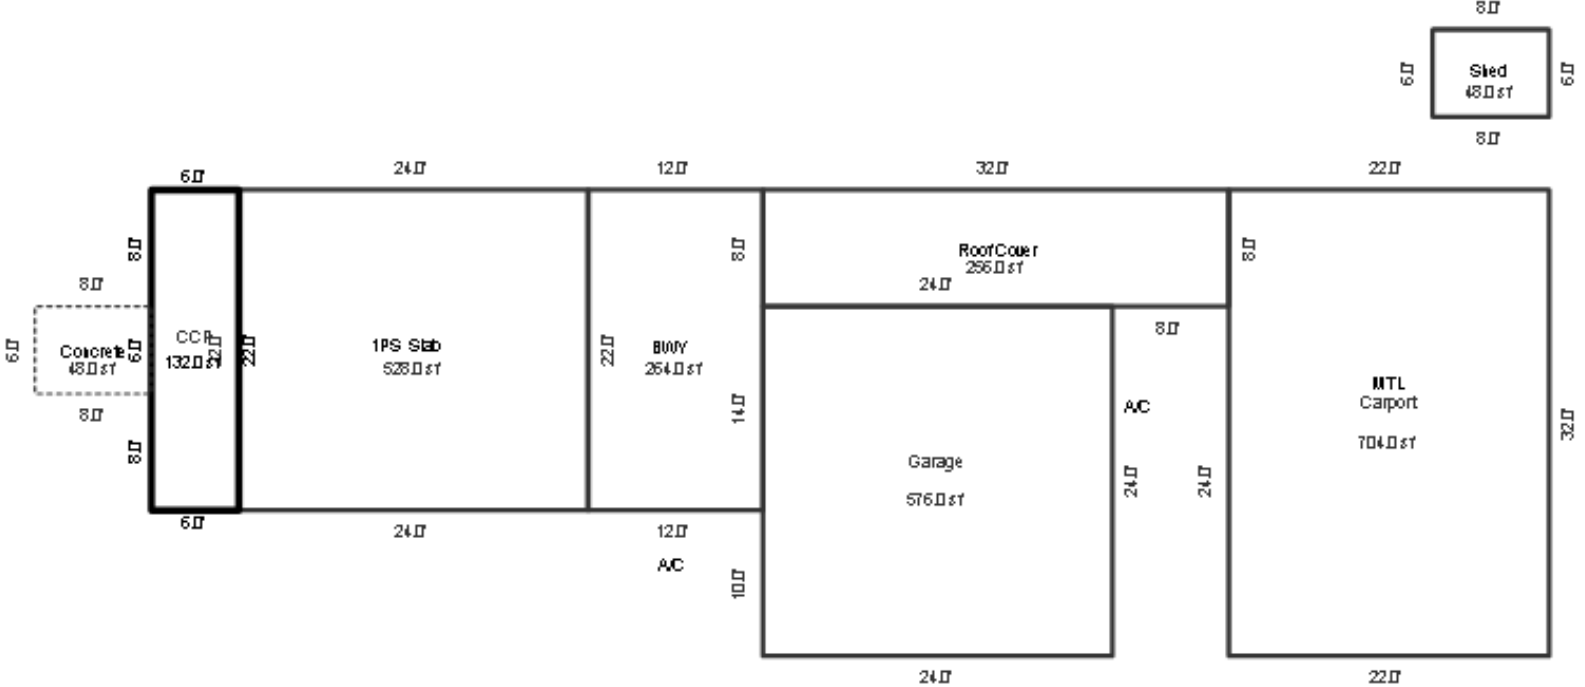 8.0'
6.0'
Shed
48.0 sf
6.0'
8.0'
6.0'
24.0'
12.0'
32.0'
22.0'
8.0'
8.0'
8.0'
Roof Cover
256.0 sf
24.0'
8.0'
8.0'
6.0'
Concrete
48.0 sf
6.0'
CCP
132.0 sf
22.0'
22.0'
1PS Slab
528.0 sf
22.0'
BWY
264.0 sf
8.0'
14.0'
A/C
MTL
Carport
704.0 sf
32.0'
8.0'
8.0'
Garage
576.0 sf
24.0'
24.0'
6.0'
24.0'
12.0'
A/C
10.0'
24.0'
22.0'